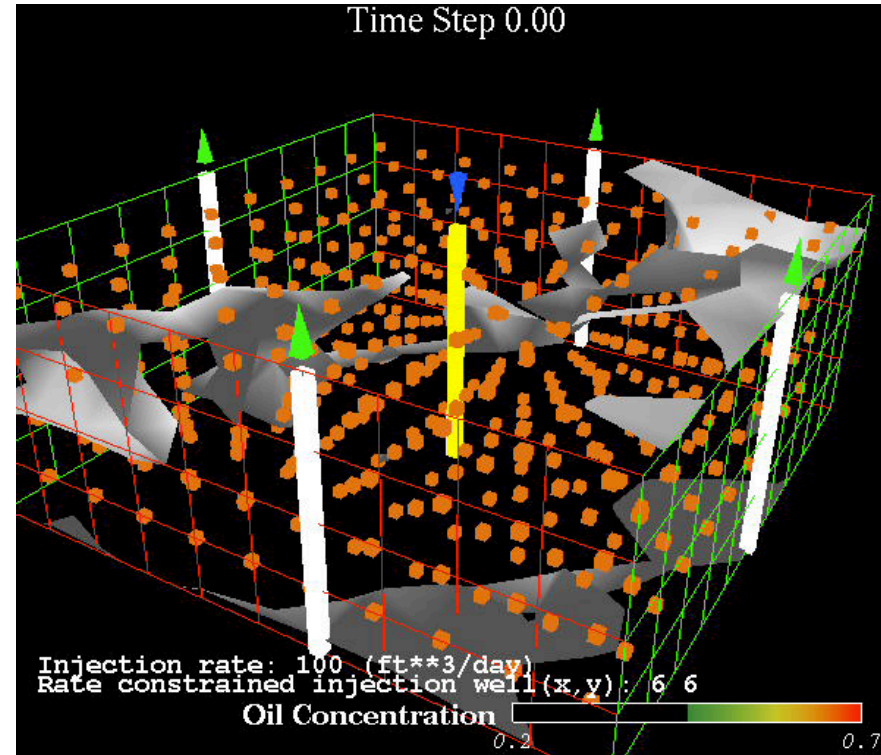 Time Step 0.00
Injection rate: 100 (ft**3/day)
Rate constrained injection well(x,y): 6 6
Oil Concentration
0.2 0.7